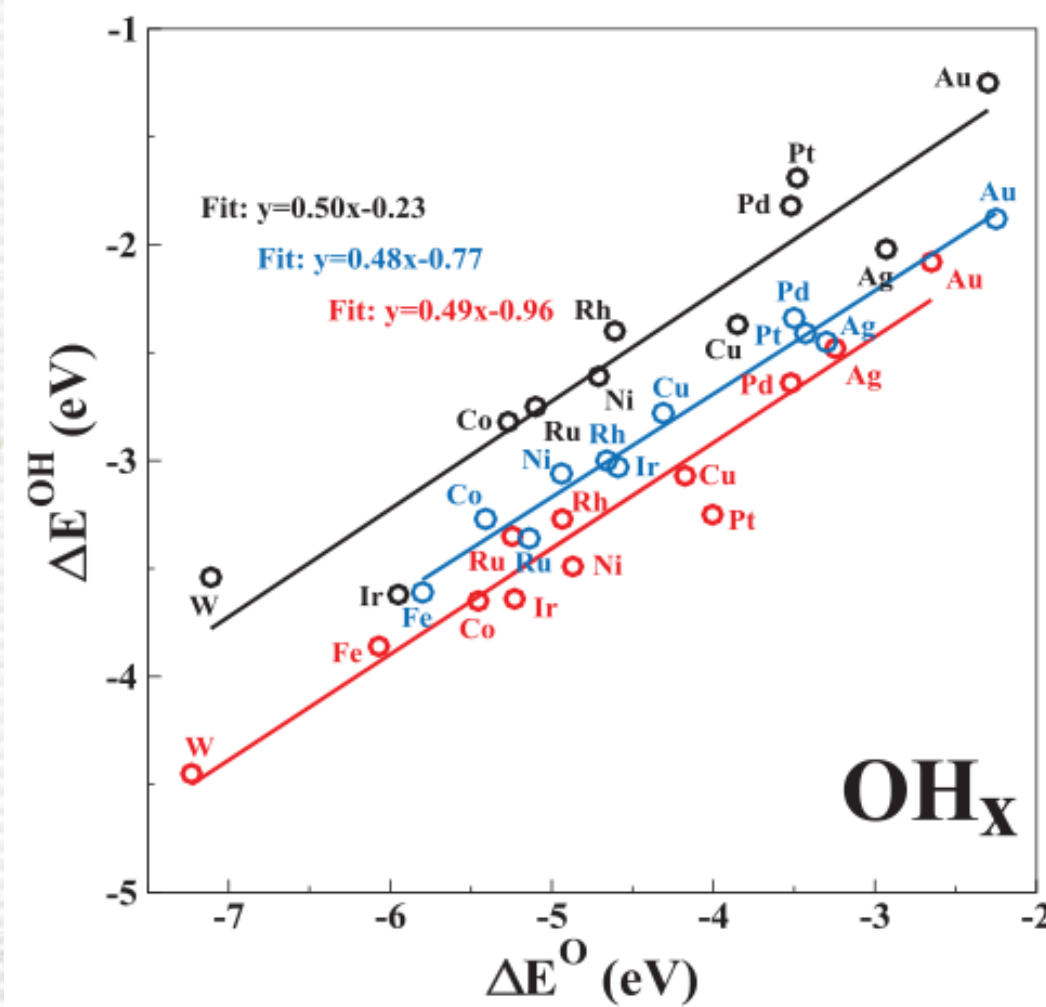 -1
Au
Pt
Pd
Au
Fit: y=0.50x-0.23
-2
Ag
Fit: y=0.48x-0.77
Pd
Au
Fit: y=0.49x-0.96
Rh
Pt
Ag
Cu
Pd
Ag
Cu
Ni
Co
Ru
Rh
-3
Ni
Ir
Cu
Co
Rh
Pt
Ru
Ru
Ni
W
Ir
Fe
Ir
Co
Fe
-4
W
OHx
-5
-7
-6
-5
-4
-3
-2
ΔE^OH (eV)
ΔE^O (eV)